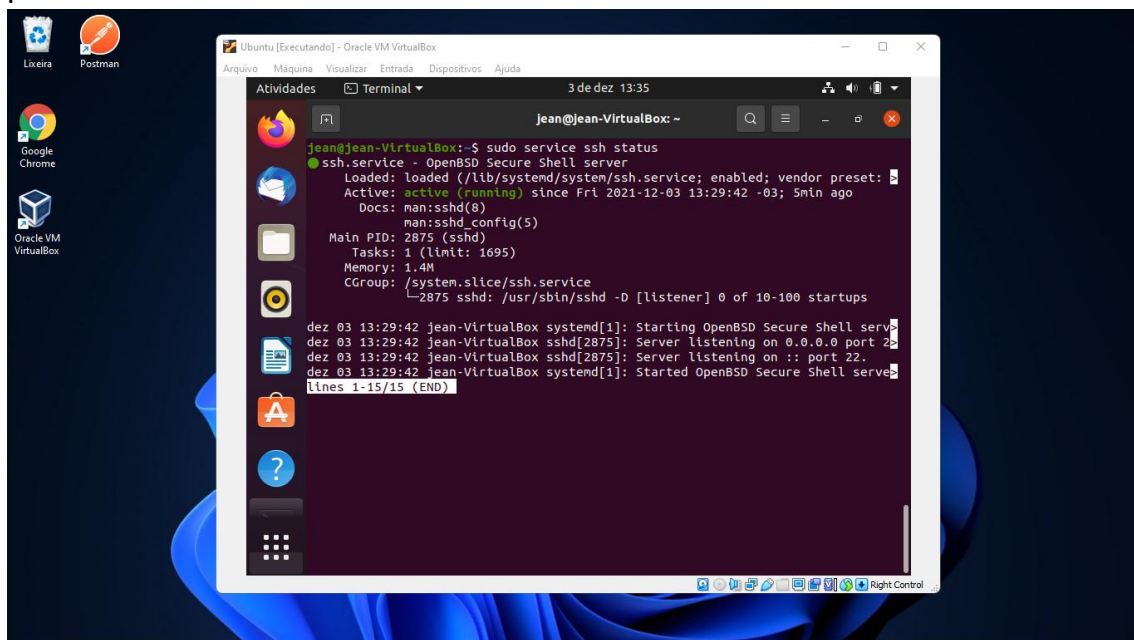 Lixeira
Postman
Google
Chrome
Oracle VM
VirtualBox
Ubuntu [Executando] - Oracle VM VirtualBox
Arquivo Máquina Visualizar Entrada Dispositivos Ajuda
Atividades Terminal 3 de dez 13:35
jean@jean-VirtualBox: ~
jean@jean-VirtualBox:~$ sudo service ssh status
ssh.service - OpenBSD Secure Shell server
Loaded: loaded (/lib/systemd/system/ssh.service; enabled; vendor preset: >
Active: active (running) since Fri 2021-12-03 13:29:42 -03; 5min ago
Docs: man:sshd(8)
man:sshd_config(5)
Main PID: 2875 (sshd)
Tasks: 1 (limit: 1695)
Memory: 1.4M
CGroup: /system.slice/ssh.service
└─2875 sshd: /usr/sbin/sshd -D [listener] 0 of 10-100 startups
dez 03 13:29:42 jean-VirtualBox systemd[1]: Starting OpenBSD Secure Shell serv>
dez 03 13:29:42 jean-VirtualBox sshd[2875]: Server listening on 0.0.0.0 port 2>
dez 03 13:29:42 jean-VirtualBox sshd[2875]: Server listening on :: port 22.
dez 03 13:29:42 jean-VirtualBox systemd[1]: Started OpenBSD Secure Shell serve>
lines 1-15/15 (END)
Right Control